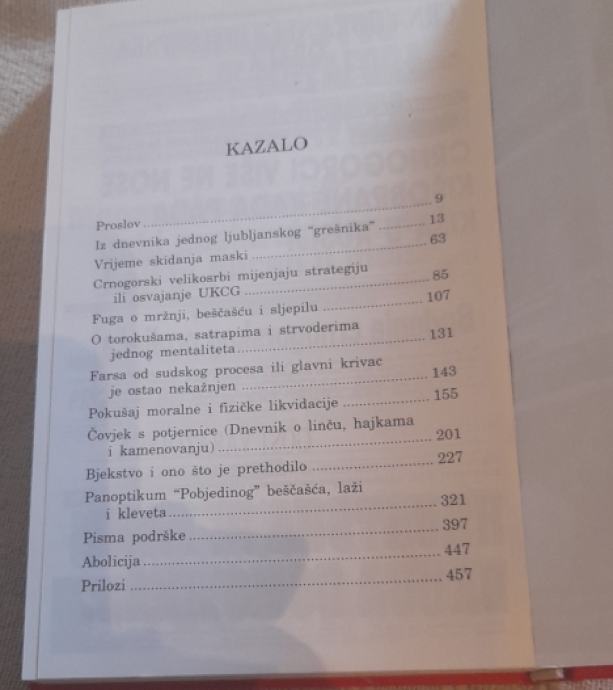 KAZALO
Proslov ........ 9
Iz dnevnika jednog ljubljanskog “grešnika” ........ 13
Vrijeme skidanja maski ........ 63
Crnogorski velikosrbi mijenjaju strategiju
ili osvajanje UKCG ........ 85
Fuga o mržnji, beščašću i sljepilu ........ 107
O torokušama, satrapima i strvoderima
jednog mentaliteta ........ 131
Farsa od sudskog procesa ili glavni krivac
je ostao nekažnjen ........ 143
Pokušaj moralne i fizičke likvidacije ........ 155
Čovjek s potjernice (Dnevnik o linču, hajkama
i kamenovanju) ........ 201
Bjekstvo i ono što je prethodilo ........ 227
Panoptikum “Pobjedinog” beščašća, laži
i kleveta ........ 321
Pisma podrške ........ 397
Abolicija ........ 447
Prilozi ........ 457